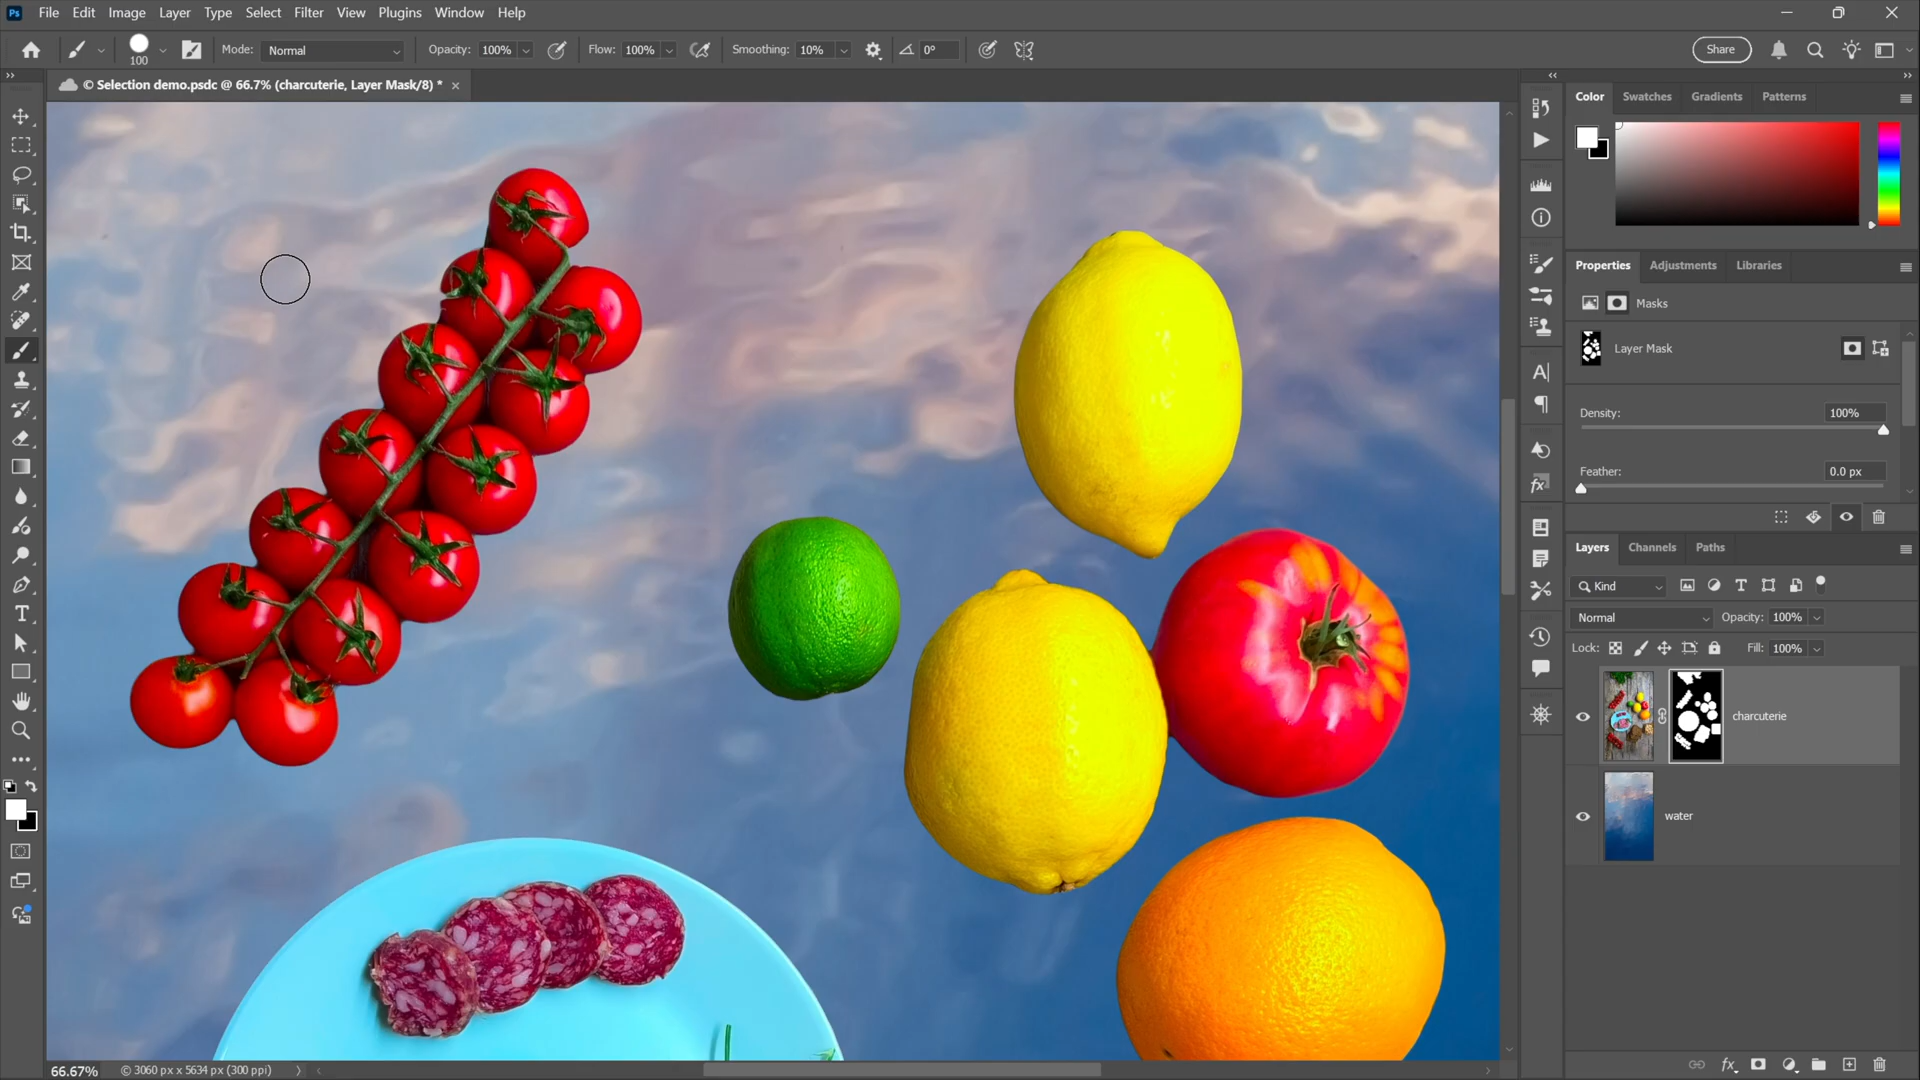 Ps File Edit Image Layer Type Select Filter View Plugins Window Help
100 Mode: Normal Opacity: 100% Flow: 100% Smoothing: 10% 0° Share
© Selection demo.psdc @ 66.7% (charcuterie, Layer Mask/8) * ×
Color Swatches Gradients Patterns
Properties Adjustments Libraries
Masks
Layer Mask
Density: 100%
Feather: 0.0 px
Layers Channels Paths
Kind
Normal Opacity: 100%
Lock: Fill: 100%
charcuterie
water
66.67% © 3060 px x 5634 px (300 ppi)